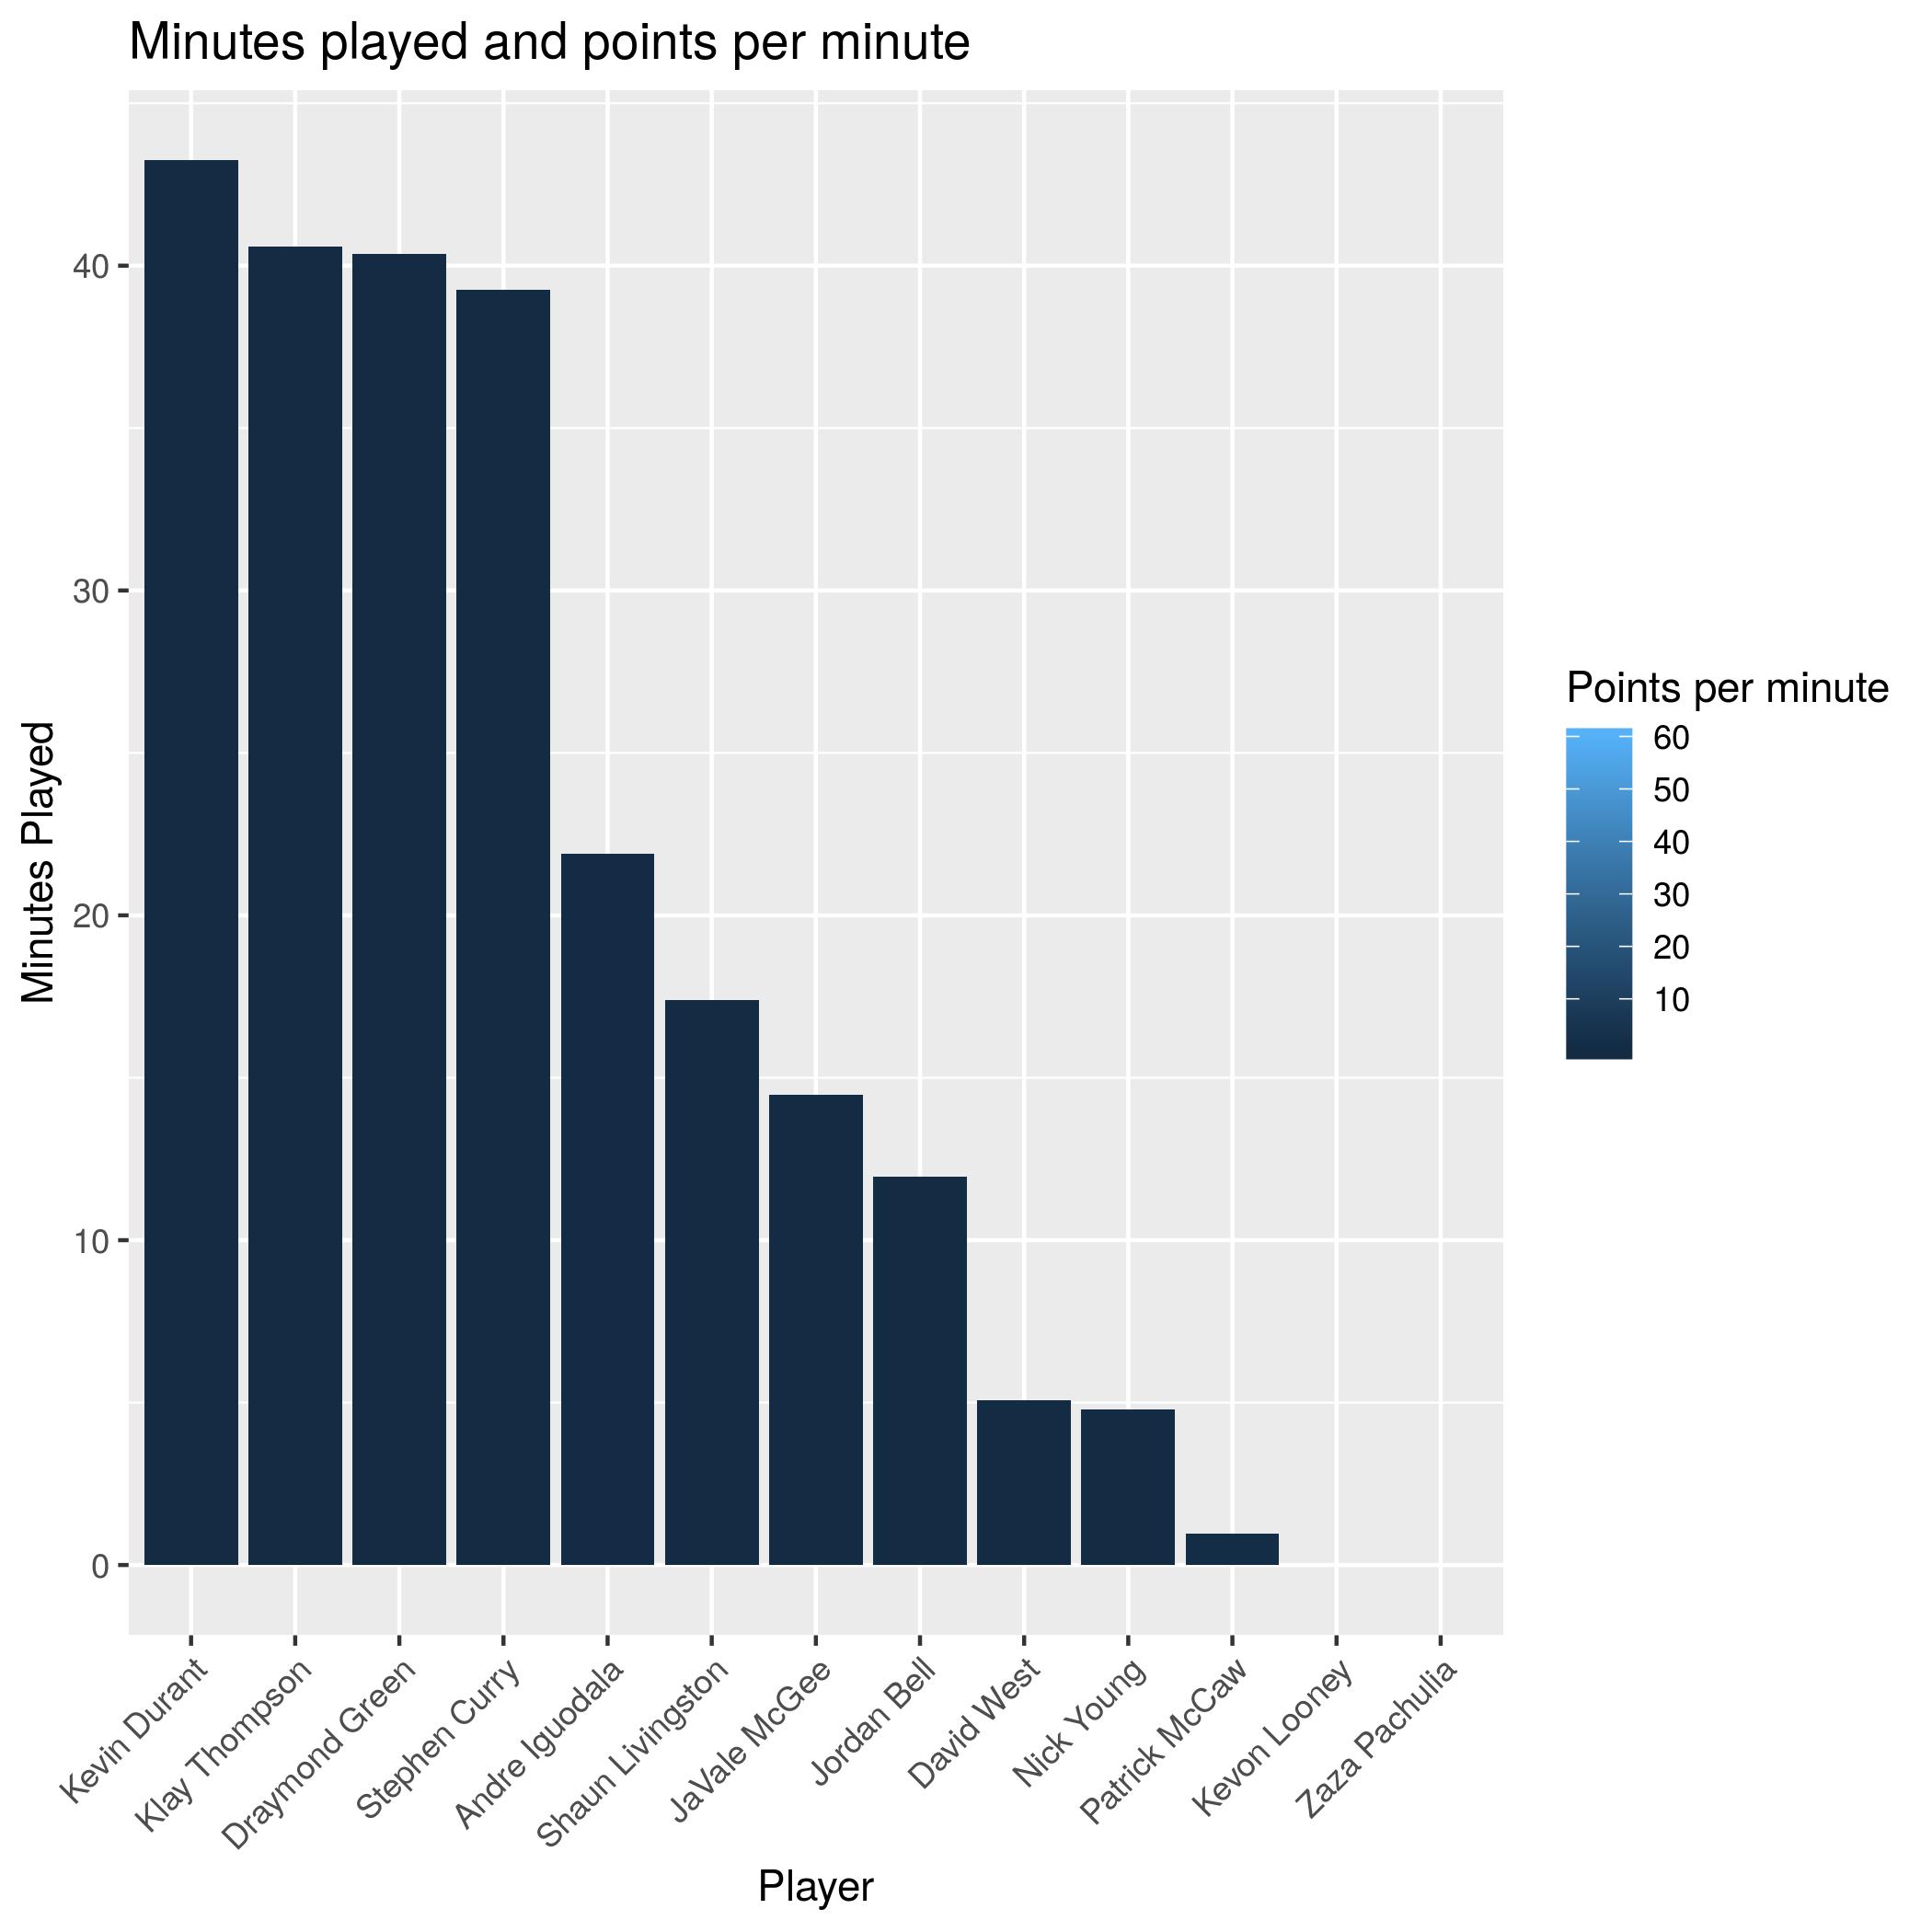 Minutes played and points per minute
Minutes Played
40
30
20
10
0
Kevin Durant
Klay Thompson
Draymond Green
Stephen Curry
Andre Iguodala
Shaun Livingston
JaVale McGee
Jordan Bell
David West
Nick Young
Patrick McCaw
Kevon Looney
Zaza Pachulia
Player
Points per minute
60
50
40
30
20
10